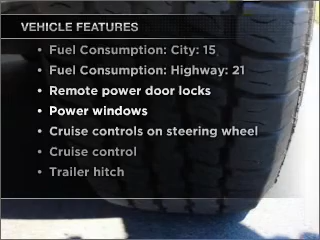 VEHICLE FEATURES
• Fuel Consumption: City: 15
• Fuel Consumption: Highway: 21
• Remote power door locks
• Power windows
• Cruise controls on steering wheel
• Cruise control
• Trailer hitch